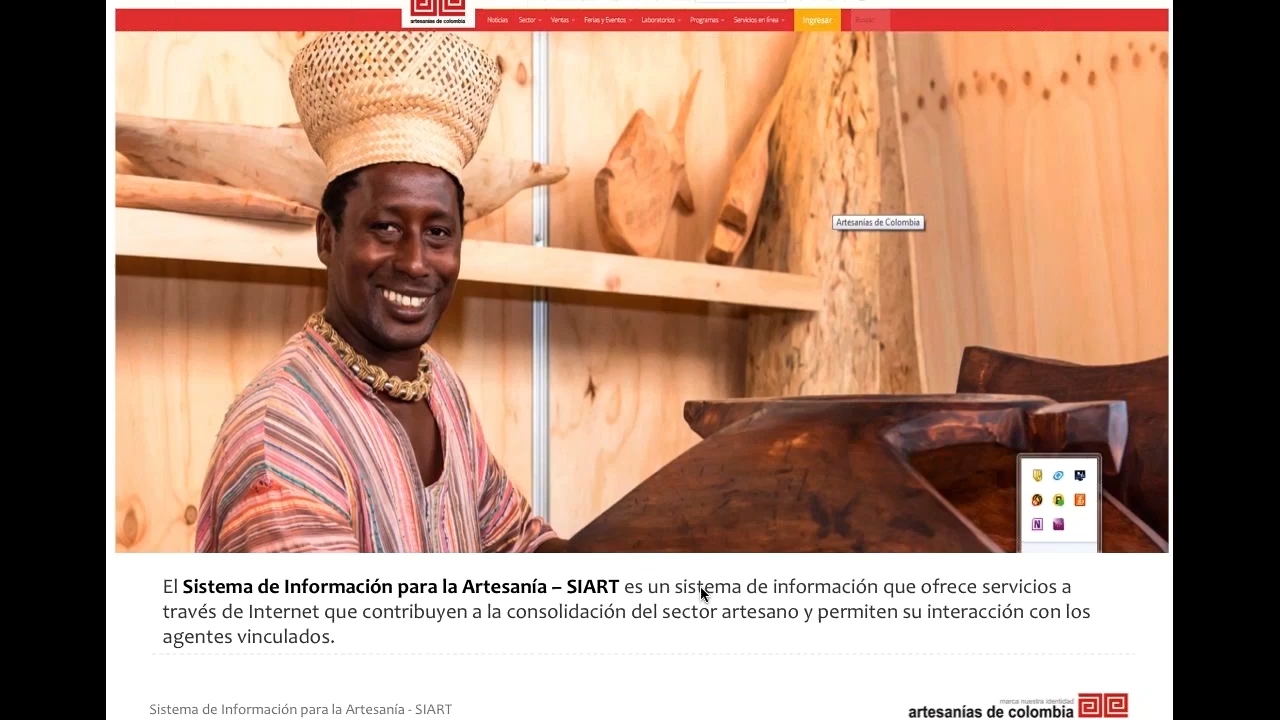 artesanías de colombia
Noticias Sector Ventas Ferias y Eventos Laboratorios Programas Servicios en línea Ingresar Buscar
Artesanías de Colombia
El Sistema de Información para la Artesanía – SIART es un sistema de información que ofrece servicios a
través de Internet que contribuyen a la consolidación del sector artesano y permiten su interacción con los
agentes vinculados.
Sistema de Información para la Artesanía - SIART
marca nuestra identidad
artesanías de colombia